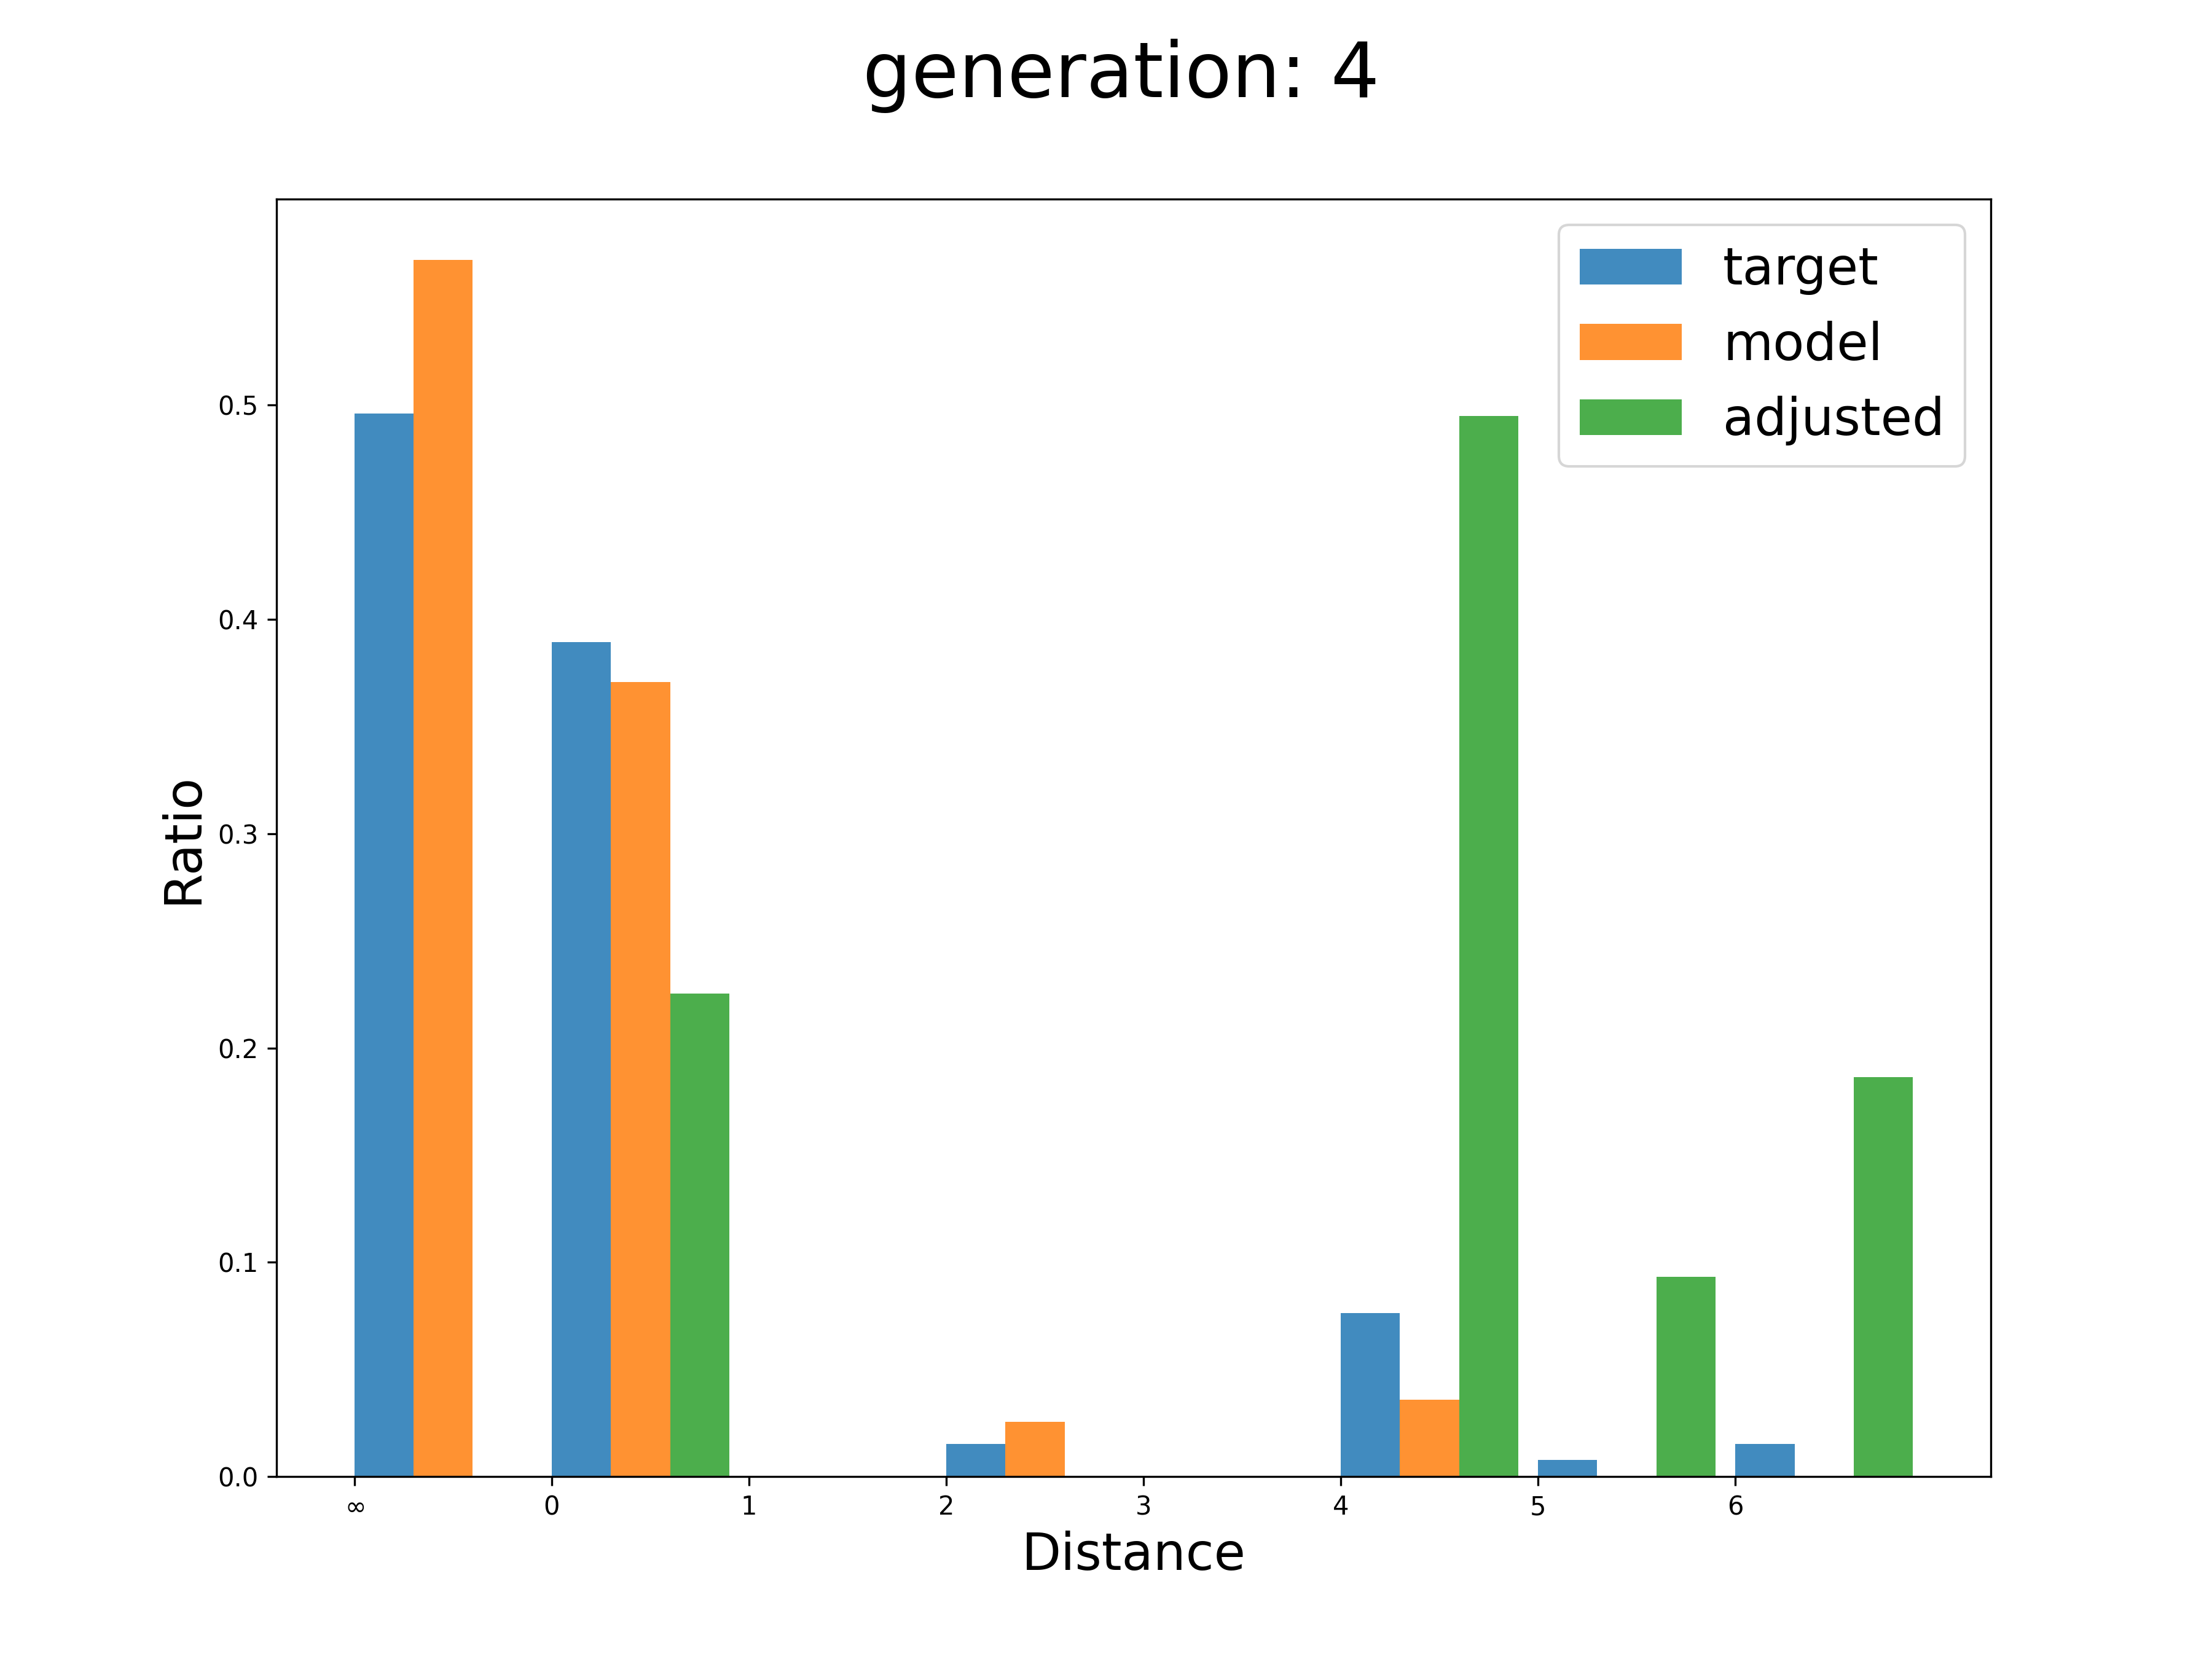 generation: 4
target
model
adjusted
0.5
0.4
0.3
0.2
0.1
0.0
Ratio
∞ 0 1 2 3 4 5 6
Distance